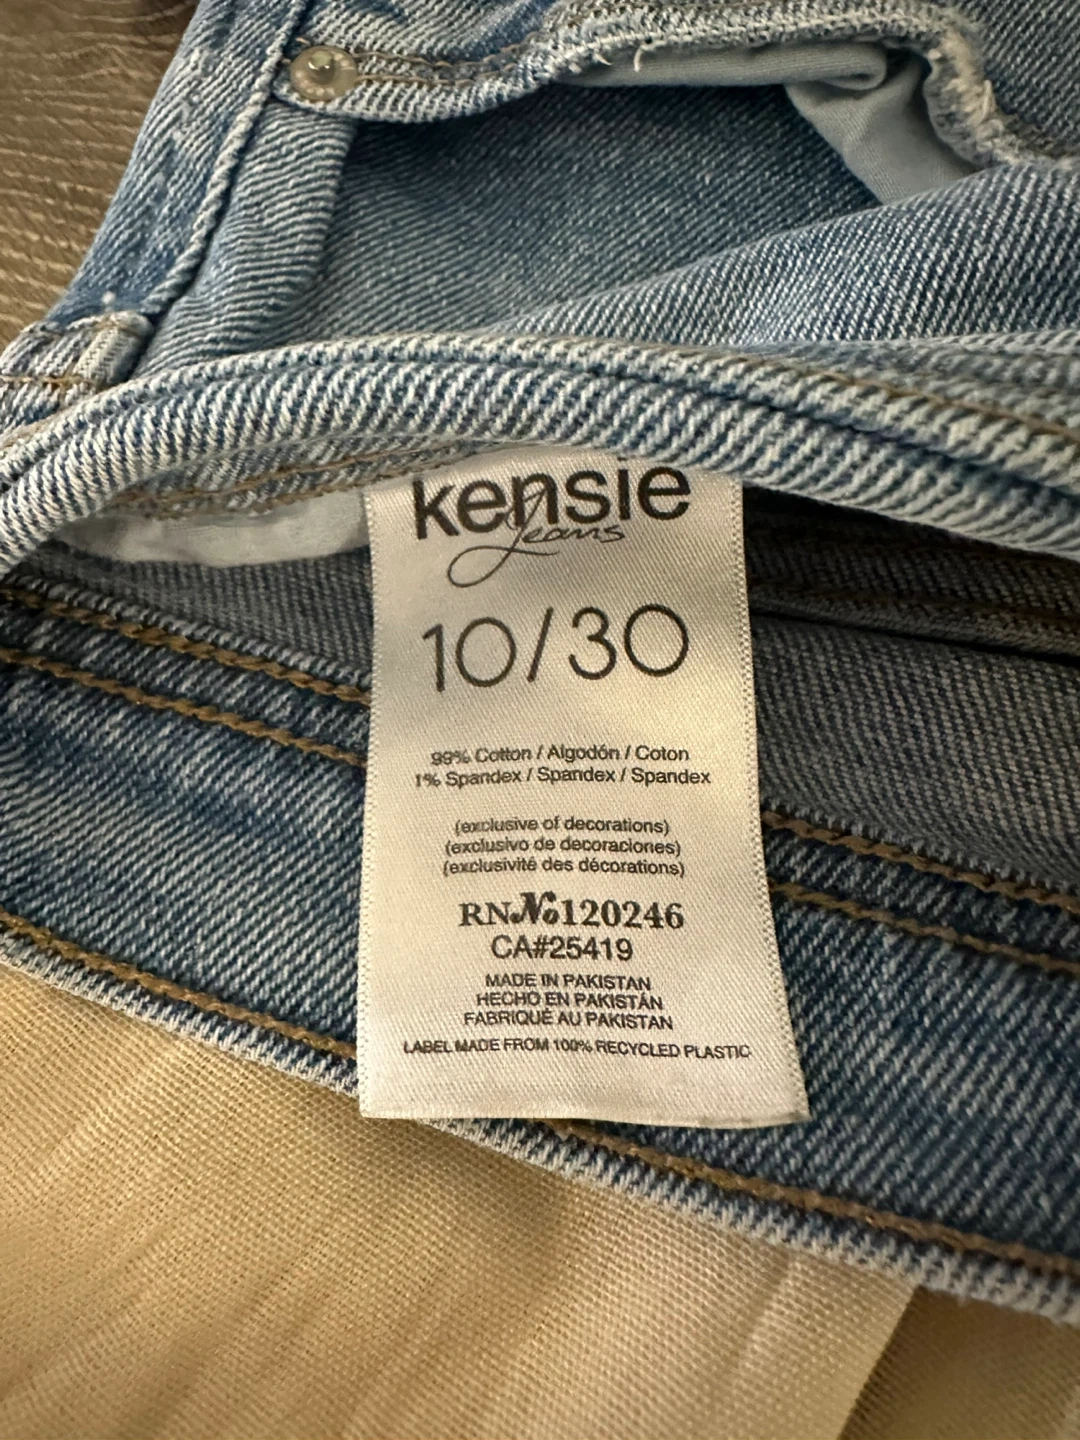 kensie
Jeans
10/30
99% Cotton / Algodón / Coton
1% Spandex / Spandex / Spandex
(exclusive of decorations)
(exclusivo de decoraciones)
(exclusivité des décorations)
RN№120246
CA#25419
MADE IN PAKISTAN
HECHO EN PAKISTÁN
FABRIQUÉ AU PAKISTAN
LABEL MADE FROM 100% RECYCLED PLASTIC